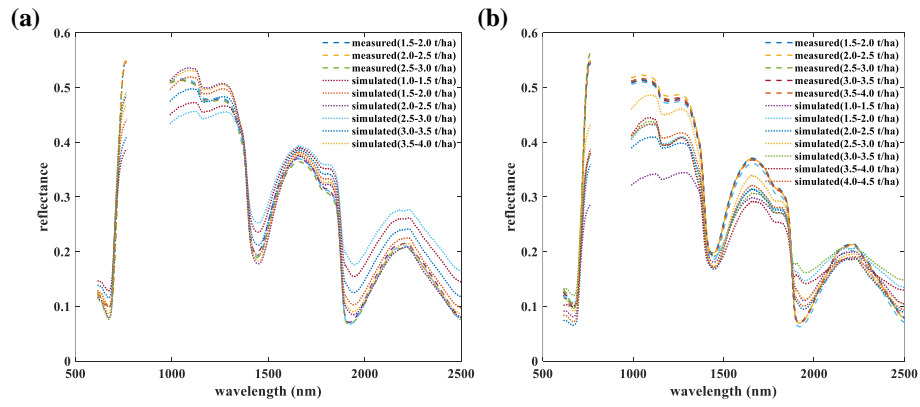 (a)
0.6
0.5
0.4
0.3
0.2
0.1
0
reflectance
500
1000
1500
2000
2500
wavelength (nm)
measured(1.5-2.0 t/ha)
measured(2.0-2.5 t/ha)
measured(2.5-3.0 t/ha)
simulated(1.0-1.5 t/ha)
simulated(1.5-2.0 t/ha)
simulated(2.0-2.5 t/ha)
simulated(2.5-3.0 t/ha)
simulated(3.0-3.5 t/ha)
simulated(3.5-4.0 t/ha)
(b)
0.6
0.5
0.4
0.3
0.2
0.1
0
reflectance
500
1000
1500
2000
2500
wavelength (nm)
measured(1.5-2.0 t/ha)
measured(2.0-2.5 t/ha)
measured(2.5-3.0 t/ha)
measured(3.0-3.5 t/ha)
measured(3.5-4.0 t/ha)
simulated(1.0-1.5 t/ha)
simulated(1.5-2.0 t/ha)
simulated(2.0-2.5 t/ha)
simulated(2.5-3.0 t/ha)
simulated(3.0-3.5 t/ha)
simulated(3.5-4.0 t/ha)
simulated(4.0-4.5 t/ha)